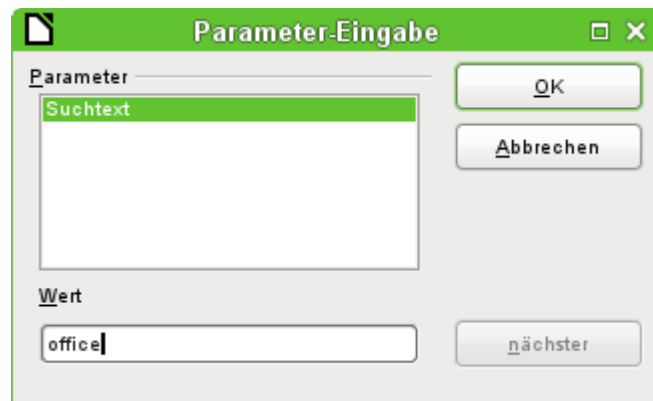 Parameter-Eingabe
Parameter
OK
Suchtext
Abbrechen
Wert
office
nächster